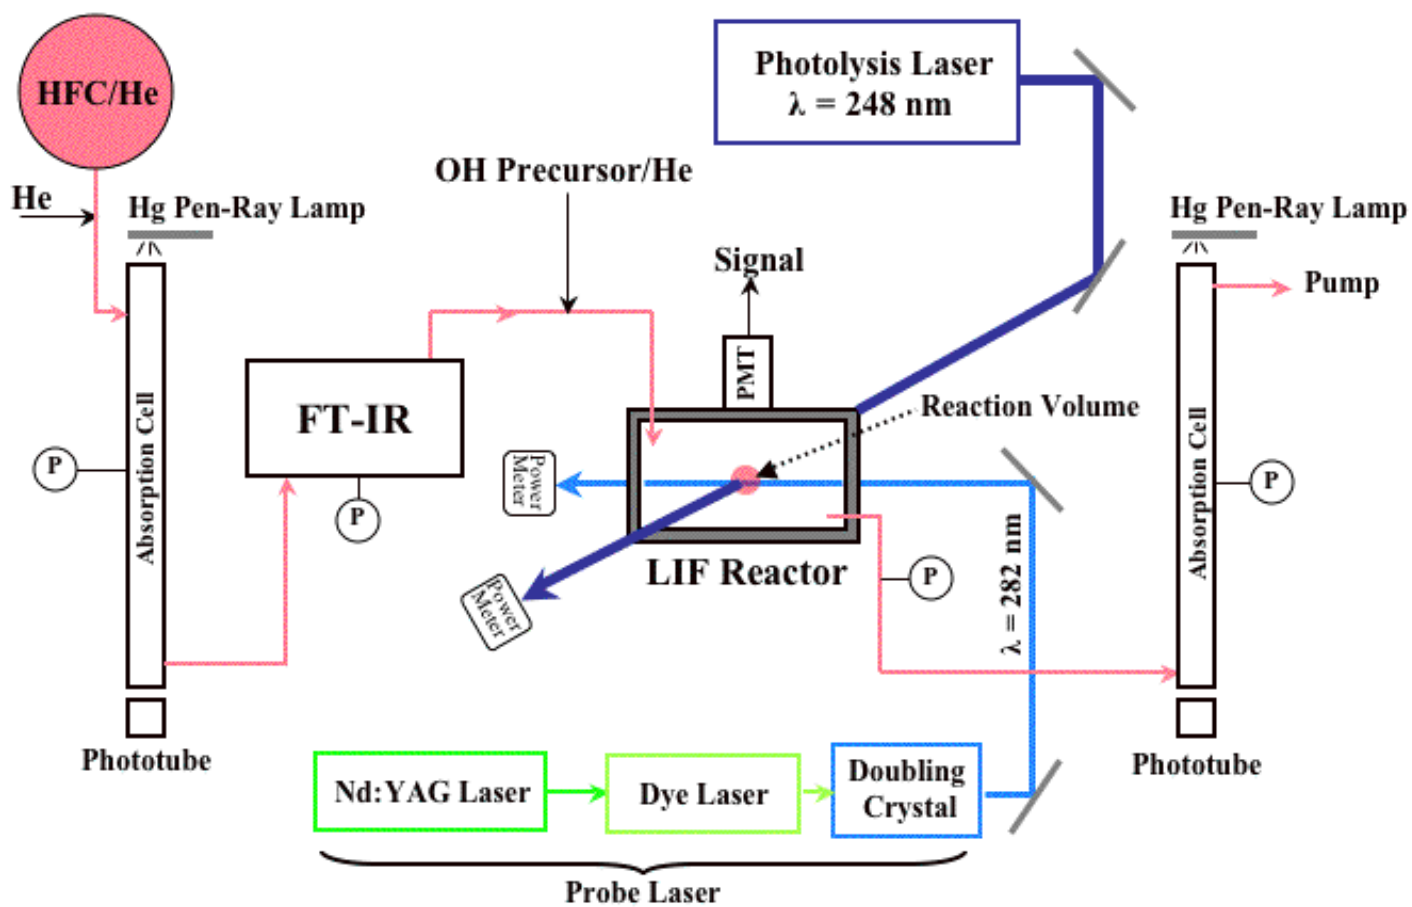 HFC/He
He
Hg Pen-Ray Lamp
Absorption Cell
P
Phototube
FT-IR
P
OH Precursor/He
Signal
PMT
Photolysis Laser
λ = 248 nm
Reaction Volume
Power
Meter
Power
Meter
LIF Reactor
P
λ = 282 nm
Hg Pen-Ray Lamp
Pump
Absorption Cell
P
Phototube
Nd:YAG Laser
Dye Laser
Doubling
Crystal
Probe Laser